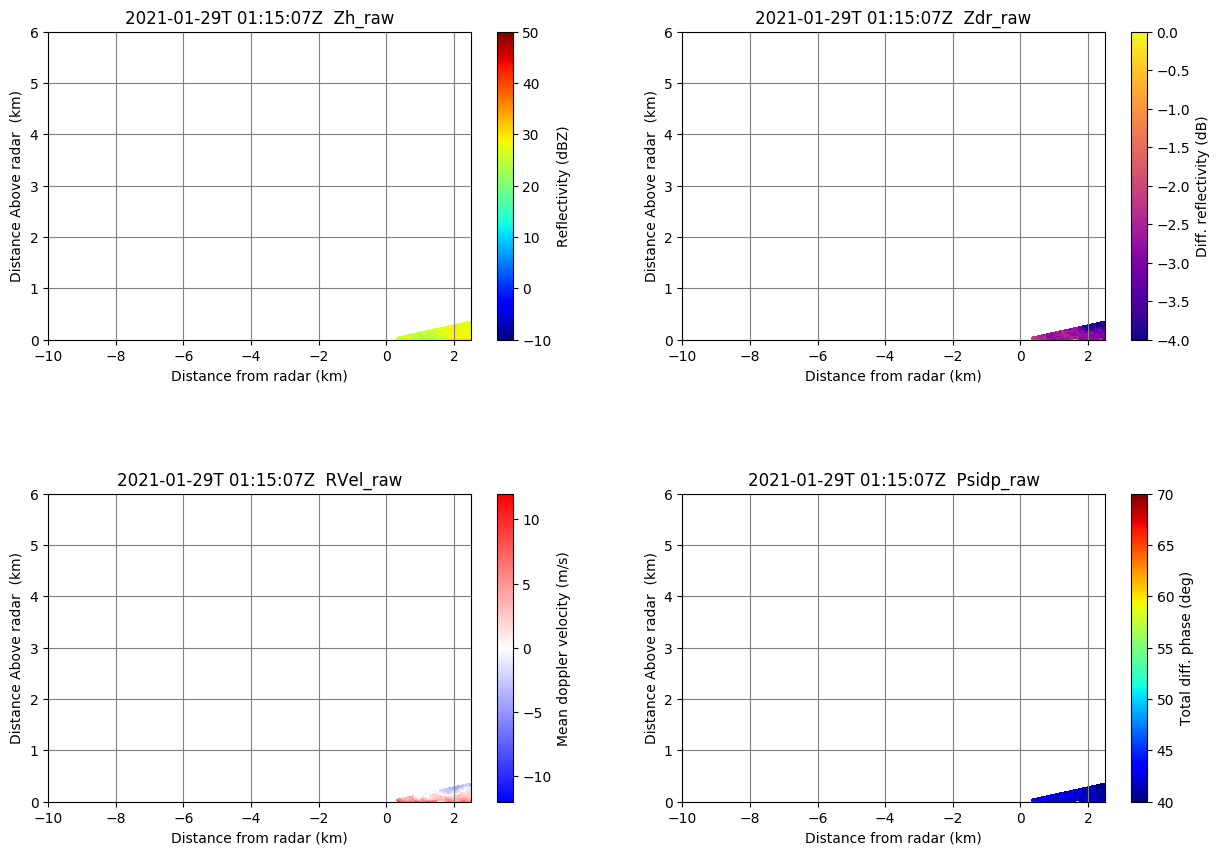 2021-01-29T 01:15:07Z  Zh_raw
6
5
4
3
2
1
0
Distance Above radar  (km)
−10 −8 −6 −4 −2 0 2
Distance from radar (km)
50
40
30
20
10
0
−10
Reflectivity (dBZ)
2021-01-29T 01:15:07Z  Zdr_raw
6
5
4
3
2
1
0
Distance Above radar  (km)
−10 −8 −6 −4 −2 0 2
Distance from radar (km)
0.0
−0.5
−1.0
−1.5
−2.0
−2.5
−3.0
−3.5
−4.0
Diff. reflectivity (dB)
2021-01-29T 01:15:07Z  RVel_raw
6
5
4
3
2
1
0
Distance Above radar  (km)
−10 −8 −6 −4 −2 0 2
Distance from radar (km)
10
5
0
−5
−10
Mean doppler velocity (m/s)
2021-01-29T 01:15:07Z  Psidp_raw
6
5
4
3
2
1
0
Distance Above radar  (km)
−10 −8 −6 −4 −2 0 2
Distance from radar (km)
70
65
60
55
50
45
40
Total diff. phase (deg)